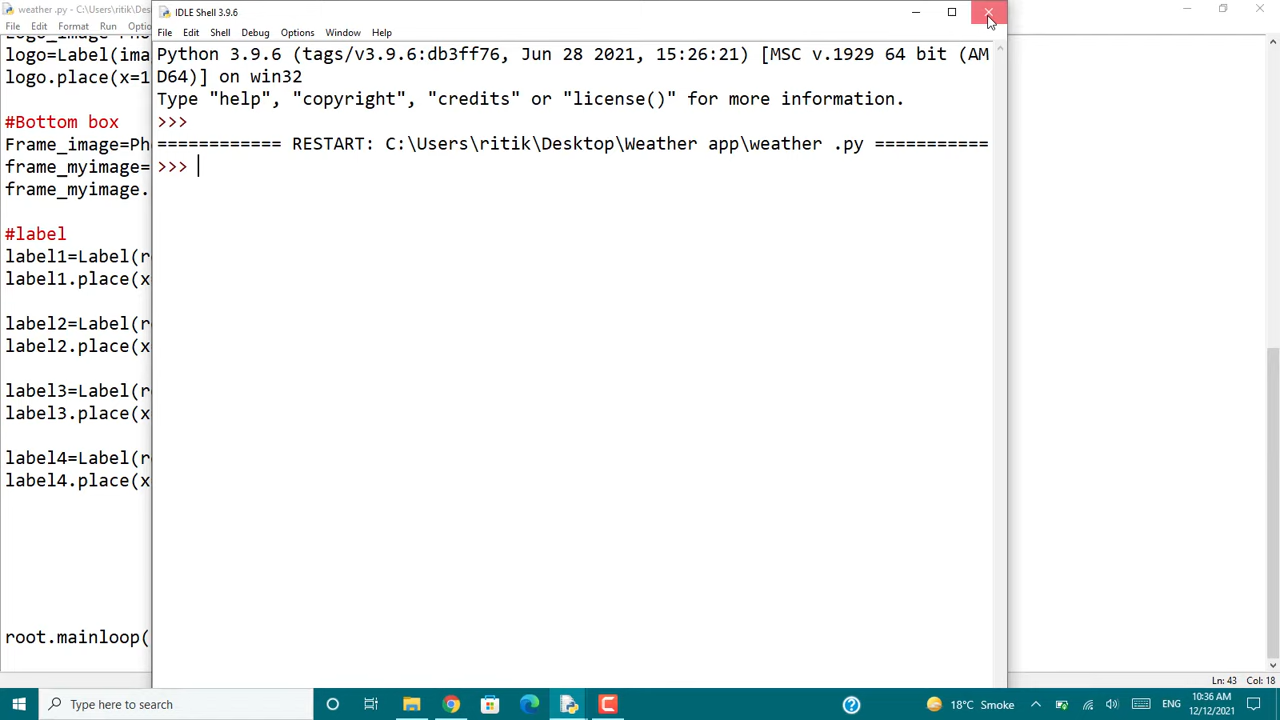 weather .py - C:\Users\rit
File Edit Format Run Optio
logo=Label(ima
logo.place(x=1
#Bottom box
Frame_image=Ph
frame_myimage=
frame_myimage.
#label
label1=Label(r
label1.place(x
label2=Label(r
label2.place(x
label3=Label(r
label3.place(x
label4=Label(r
label4.place(x
root.mainloop(
IDLE Shell 3.9.6
File Edit Shell Debug Options Window Help
Python 3.9.6 (tags/v3.9.6:db3ff76, Jun 28 2021, 15:26:21) [MSC v.1929 64 bit (AM
D64)] on win32
Type "help", "copyright", "credits" or "license()" for more information.
>>>
============ RESTART: C:\Users\ritik\Desktop\Weather app\weather .py ===========
>>>
Ln: 43 Col: 18
Type here to search
18°C Smoke
ENG
10:36 AM
12/12/2021